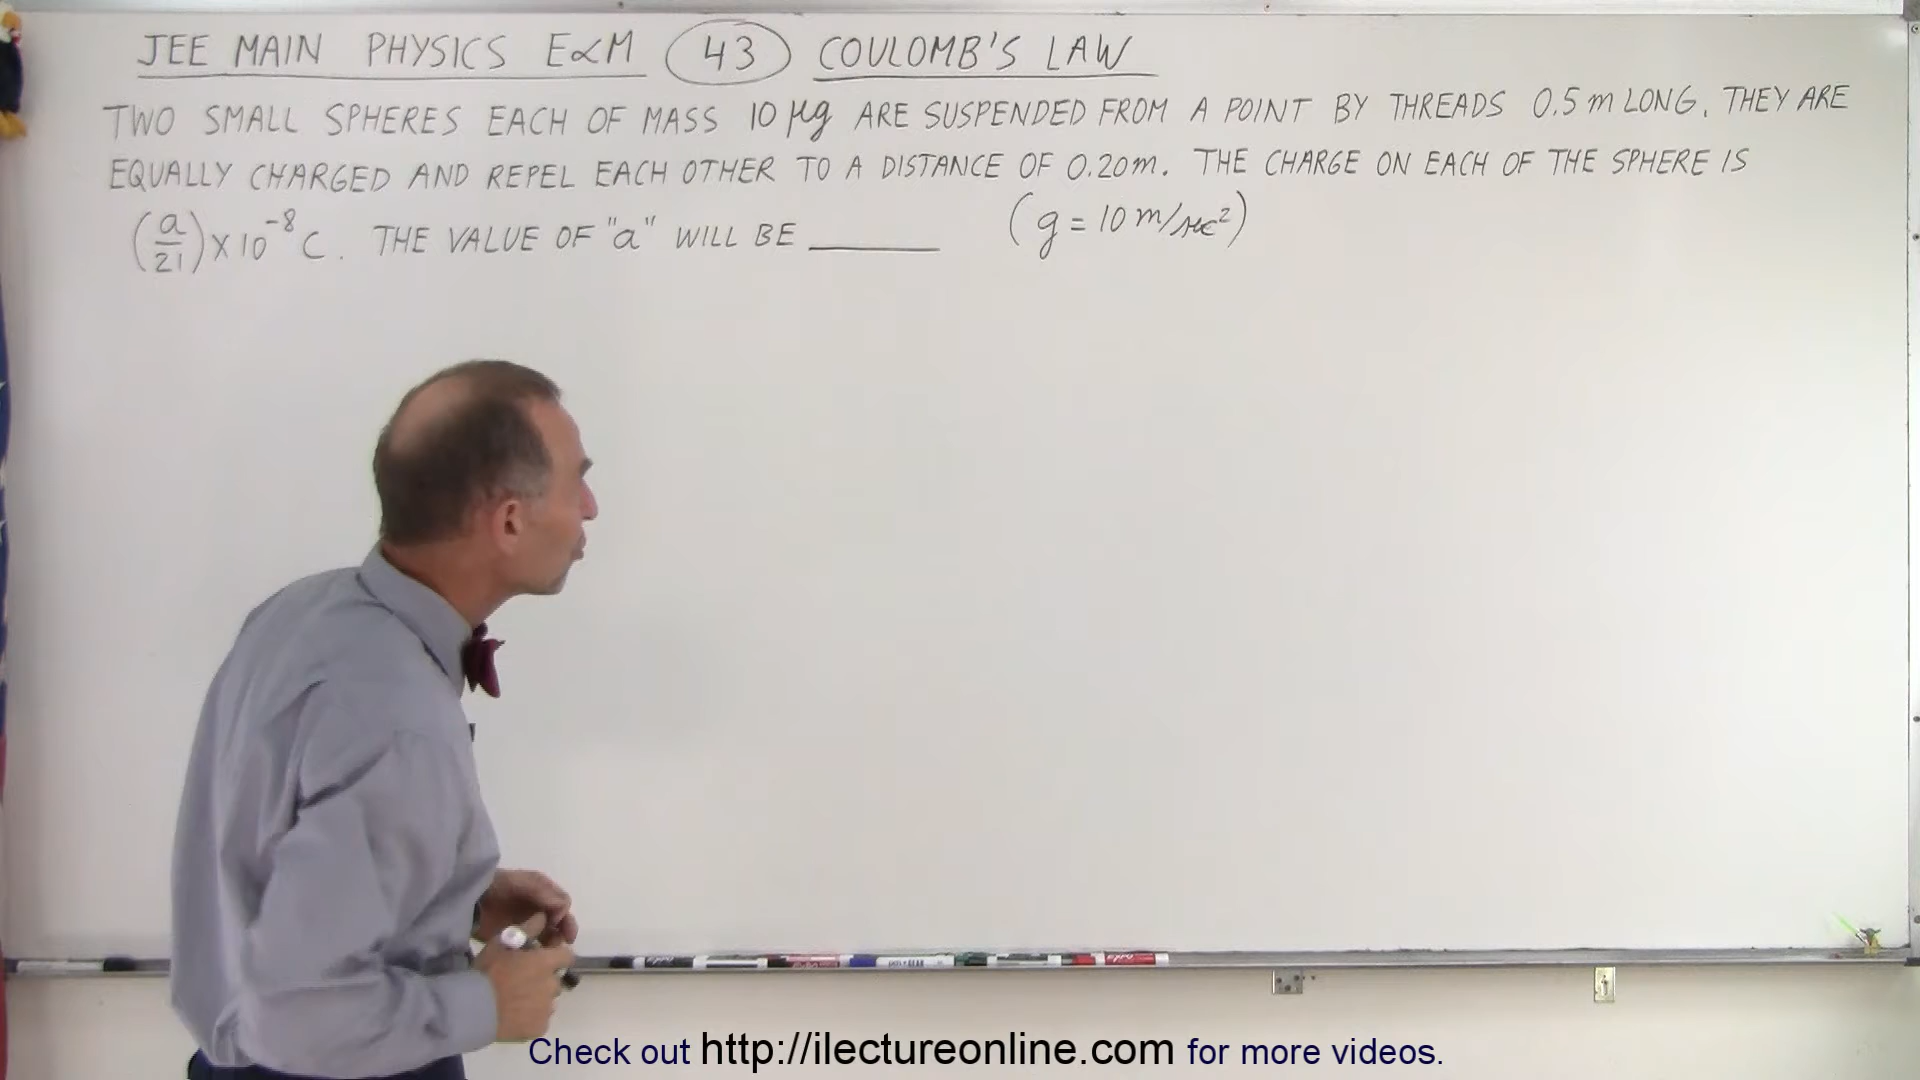 JEE MAIN PHYSICS E∝M 43 COULOMB'S LAW
TWO SMALL SPHERES EACH OF MASS 10 μg ARE SUSPENDED FROM A POINT BY THREADS 0.5 m LONG. THEY ARE
EQUALLY CHARGED AND REPEL EACH OTHER TO A DISTANCE OF 0.20m. THE CHARGE ON EACH OF THE SPHERE IS
(a/21) X 10^-8 C. THE VALUE OF "a" WILL BE ______ (g = 10 m/sec²)
Check out http://ilectureonline.com for more videos.